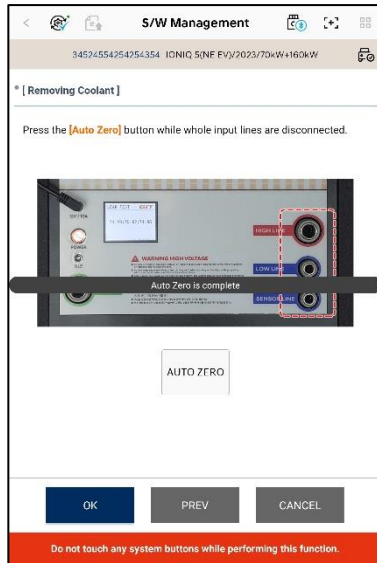 S/W Management
34524554254254354 IONIQ 5(NE EV)/2023/70kW+160kW
[ Removing Coolant ]
Press the [Auto Zero] button while whole input lines are disconnected.
POWER
WARNING HIGH VOLTAGE
HIGH LINE
LOW LINE
SENSOR LINE
Auto Zero is complete
AUTO ZERO
OK
PREV
CANCEL
Do not touch any system buttons while performing this function.